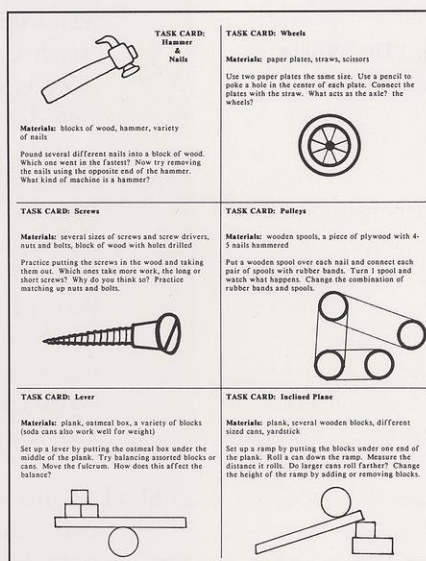 TASK CARD:
Hammer
&
Nails
Materials: blocks of wood, hammer, variety
of nails
Pound several different nails into a block of wood.
Which one went in the fastest? Now try removing
the nails using the opposite end of the hammer.
What kind of machine is a hammer?
TASK CARD: Wheels
Materials: paper plates, straws, scissors
Use two paper plates the same size. Use a pencil to
poke a hole in the center of each plate. Connect the
plates with the straw. What acts as the axle? the
wheels?
TASK CARD: Screws
Materials: several sizes of screws and screw drivers,
nuts and bolts, block of wood with holes drilled
Practice putting the screws in the wood and taking
them out. Which ones take more work, the long or
short screws? Why do you think so? Practice
matching up nuts and bolts.
TASK CARD: Pulleys
Materials: wooden spools, a piece of plywood with 4-
5 nails hammered
Put a wooden spool over each nail and connect each
pair of spools with rubber bands. Turn 1 spool and
watch what happens. Change the combination of
rubber bands and spools.
TASK CARD: Lever
Materials: plank, oatmeal box, a variety of blocks
(soda cans also work well for weight)
Set up a lever by putting the oatmeal box under the
middle of the plank. Try balancing assorted blocks or
cans. Move the fulcrum. How does this affect the
balance?
TASK CARD: Inclined Plane
Materials: plank, several wooden blocks, different
sized cans, yardstick
Set up a ramp by putting the blocks under one end of
the plank. Roll a can down the ramp. Measure the
distance it rolls. Do larger cans roll farther? Change
the height of the ramp by adding or removing blocks.